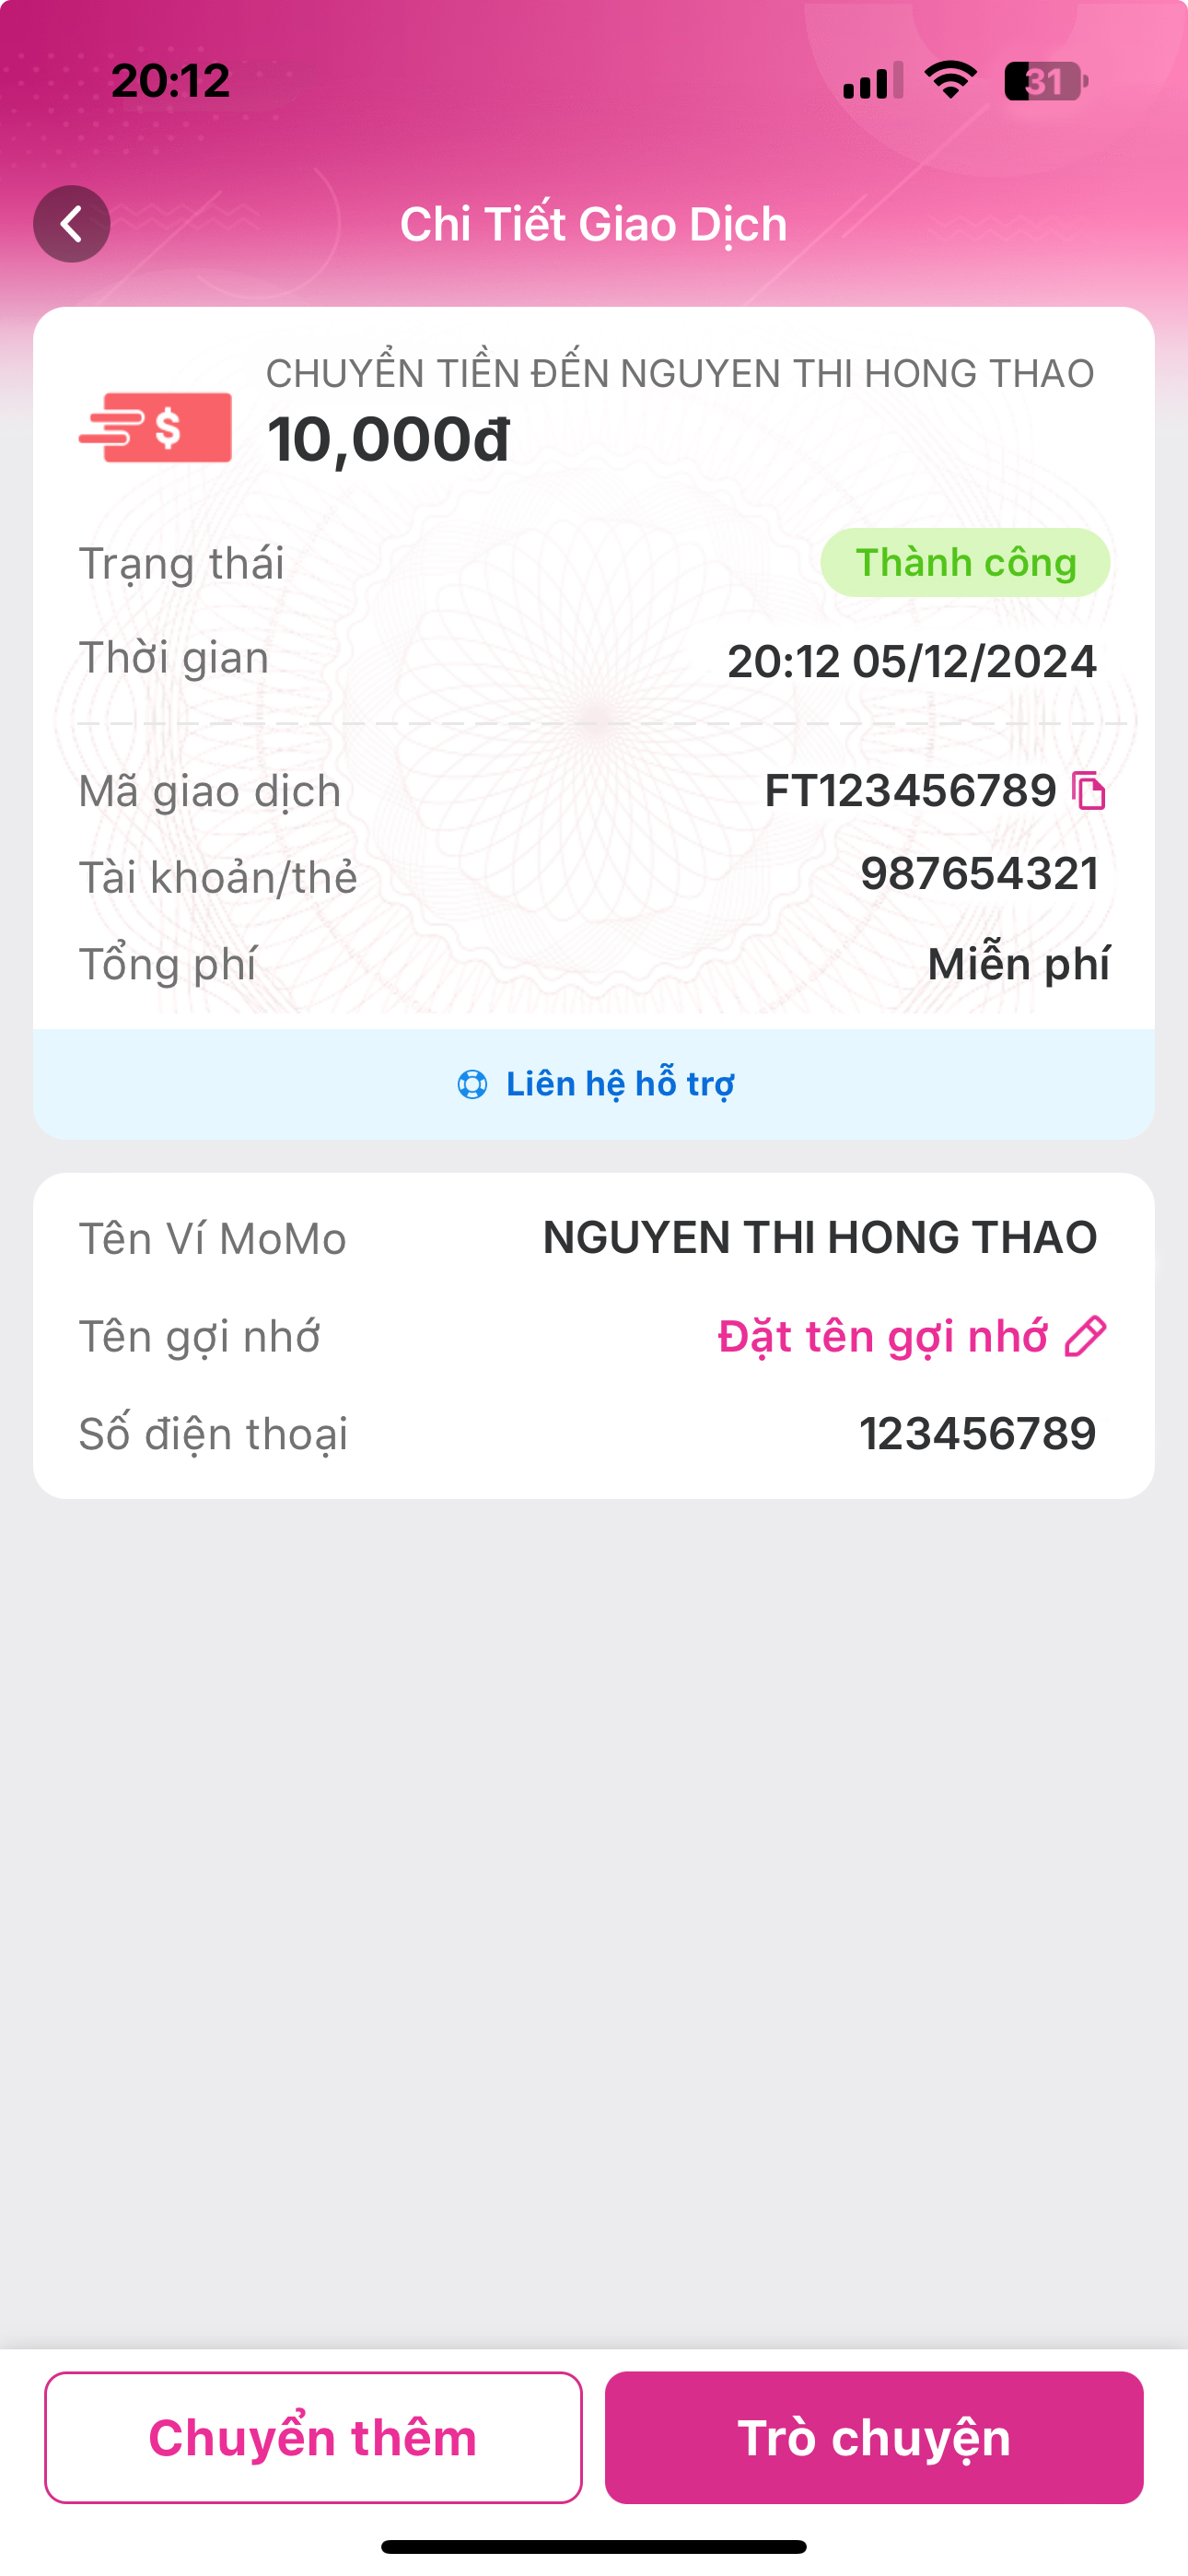 20:12
31
Chi Tiết Giao Dịch
CHUYỂN TIỀN ĐẾN NGUYEN THI HONG THAO
$
10,000đ
Trạng thái Thành công
Thời gian 20:12 05/12/2024
Mã giao dịch FT123456789
Tài khoản/thẻ 987654321
Tổng phí Miễn phí
Liên hệ hỗ trợ
Tên Ví MoMo NGUYEN THI HONG THAO
Tên gợi nhớ Đặt tên gợi nhớ
Số điện thoại 123456789
Chuyển thêm Trò chuyện